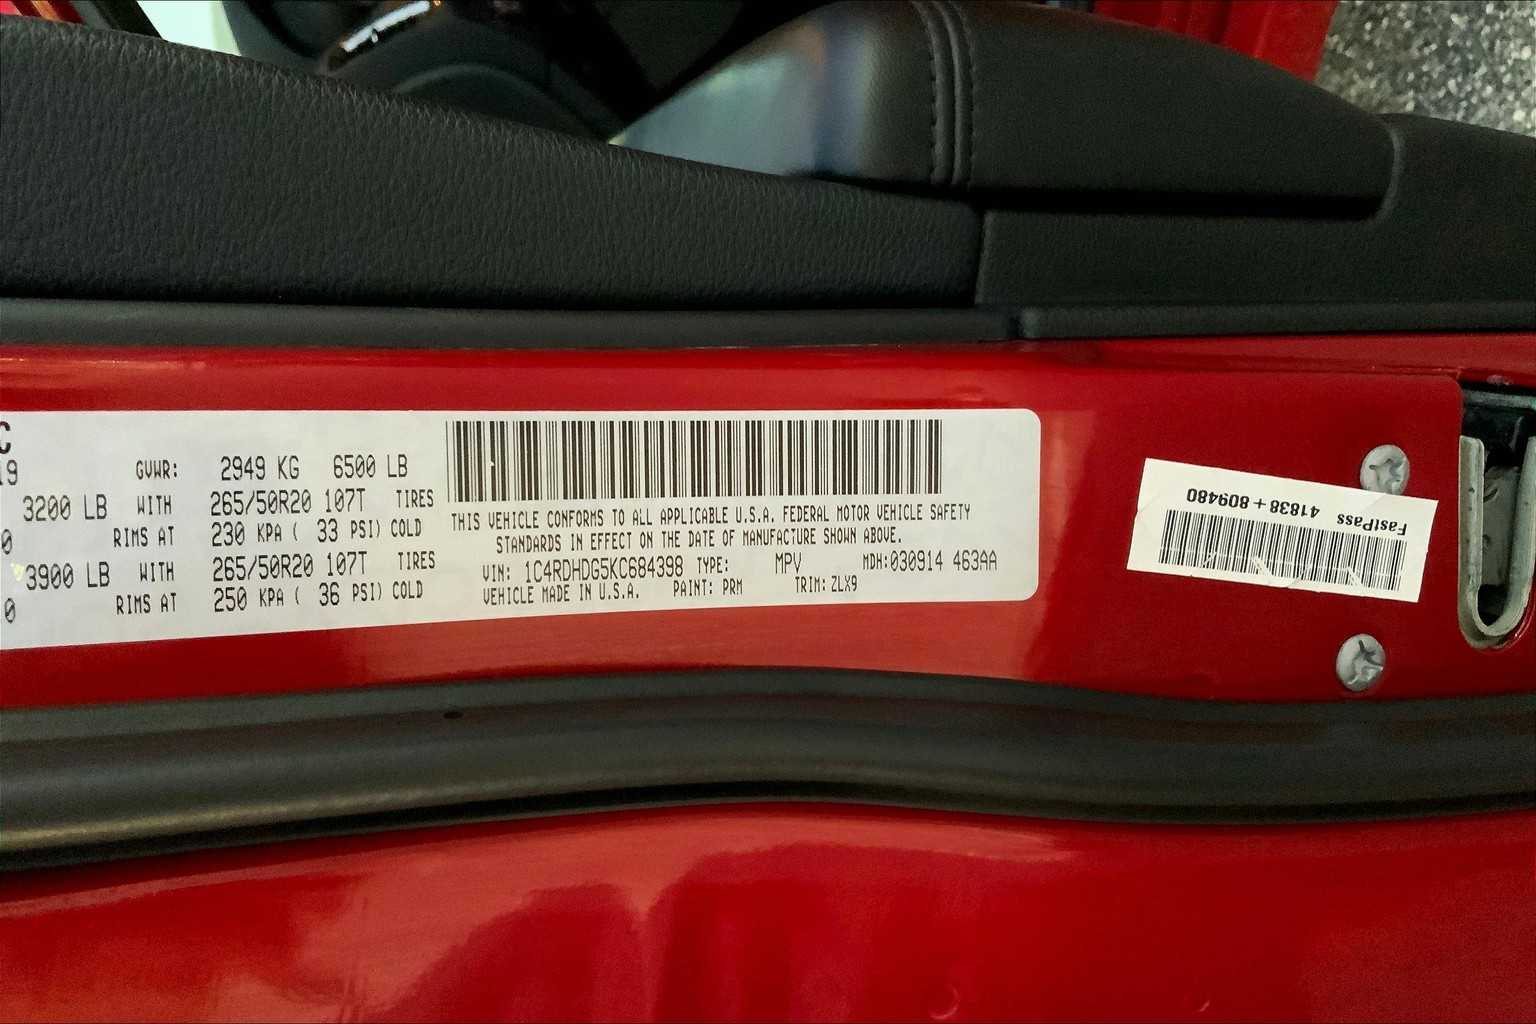 C
19 GVWR: 2949 KG 6500 LB
3200 LB WITH 265/50R20 107T TIRES
0 RIMS AT 230 KPA ( 33 PSI) COLD
3900 LB WITH 265/50R20 107T TIRES
0 RIMS AT 250 KPA ( 36 PSI) COLD
THIS VEHICLE CONFORMS TO ALL APPLICABLE U.S.A. FEDERAL MOTOR VEHICLE SAFETY
STANDARDS IN EFFECT ON THE DATE OF MANUFACTURE SHOWN ABOVE.
VIN: 1C4RDHDG5KC684398 TYPE: MPV MDH:030914 463AA
VEHICLE MADE IN U.S.A. PAINT: PRM TRIM: ZLX9
FastPass 41838+809480